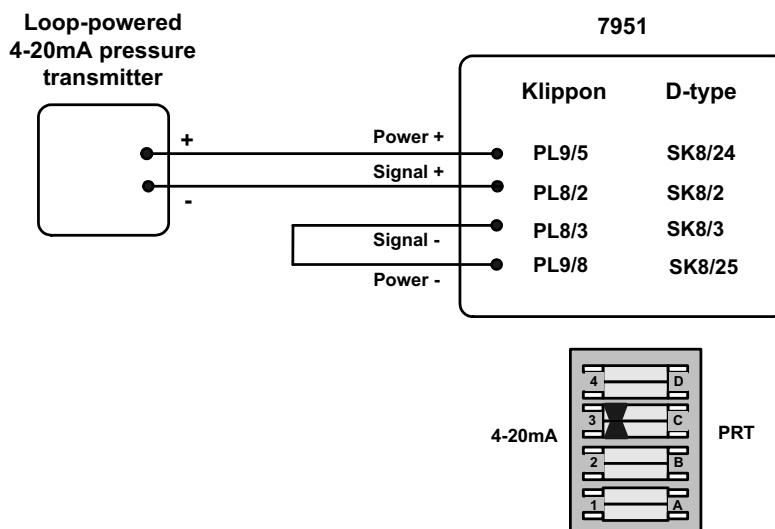 Loop-powered
4-20mA pressure
transmitter
7951
Klippon D-type
+ Power + PL9/5 SK8/24
- Signal + PL8/2 SK8/2
Signal - PL8/3 SK8/3
Power - PL9/8 SK8/25
4 D
3 C
4-20mA PRT
2 B
1 A